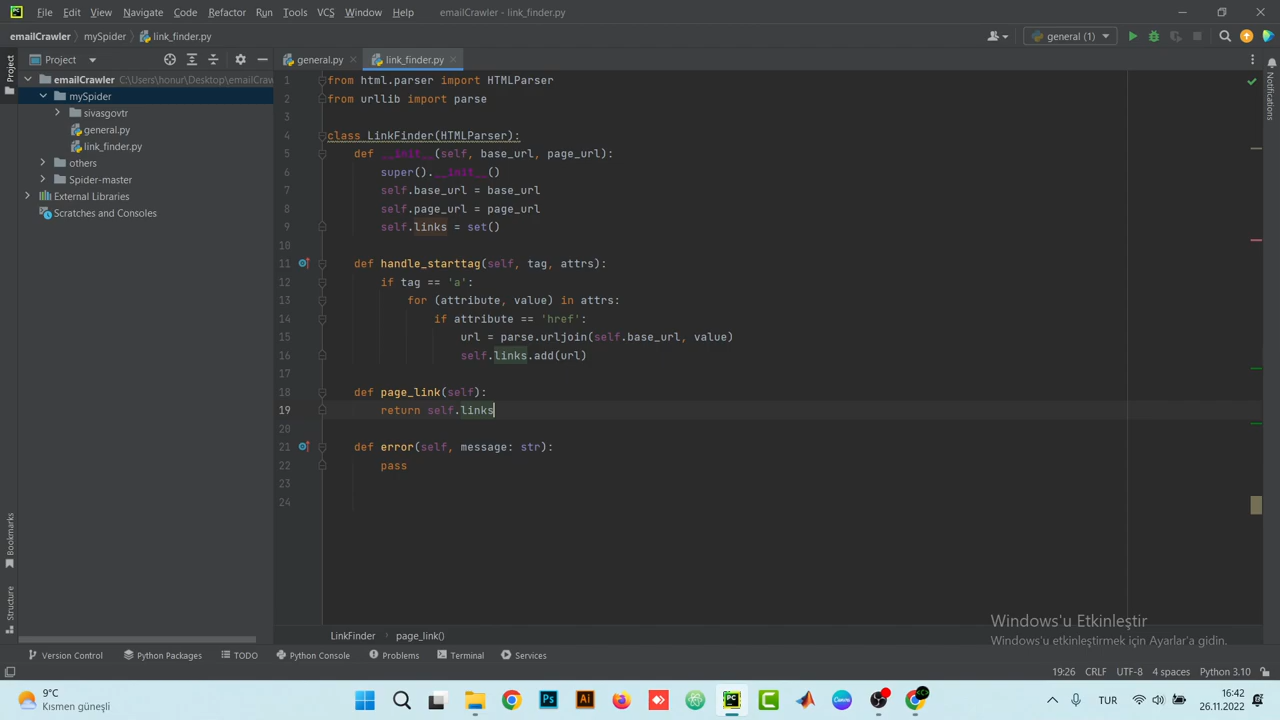 File Edit View Navigate Code Refactor Run Tools VCS Window Help emailCrawler - link_finder.py
emailCrawler mySpider link_finder.py general (1)
Project general.py link_finder.py
emailCrawler C:\Users\honur\Desktop\emailCraw
mySpider
sivasgovtr
general.py
link_finder.py
others
Spider-master
External Libraries
Scratches and Consoles
Project
Bookmarks
Structure
Notifications
1 from html.parser import HTMLParser
2 from urllib import parse
3
4 class LinkFinder(HTMLParser):
5 def __init__(self, base_url, page_url):
6 super().__init__()
7 self.base_url = base_url
8 self.page_url = page_url
9 self.links = set()
10
11 def handle_starttag(self, tag, attrs):
12 if tag == 'a':
13 for (attribute, value) in attrs:
14 if attribute == 'href':
15 url = parse.urljoin(self.base_url, value)
16 self.links.add(url)
17
18 def page_link(self):
19 return self.links
20
21 def error(self, message: str):
22 pass
23
24
Windows'u Etkinleştir
Windows'u etkinleştirmek için Ayarlar'a gidin.
LinkFinder page_link()
Version Control Python Packages TODO Python Console Problems Terminal Services
19:26 CRLF UTF-8 4 spaces Python 3.10
9°C
Kısmen güneşli
TUR
16:42
26.11.2022